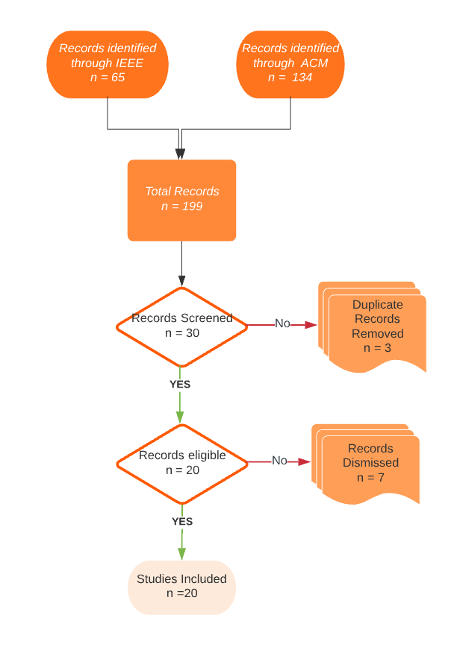 Records identified
through IEEE
n = 65
Records identified
through  ACM
n =  134
Total Records
n = 199
Records Screened
n = 30
No
Duplicate
Records
Removed
n = 3
YES
Records eligible
n = 20
No
Records
Dismissed
n = 7
YES
Studies Included
n =20